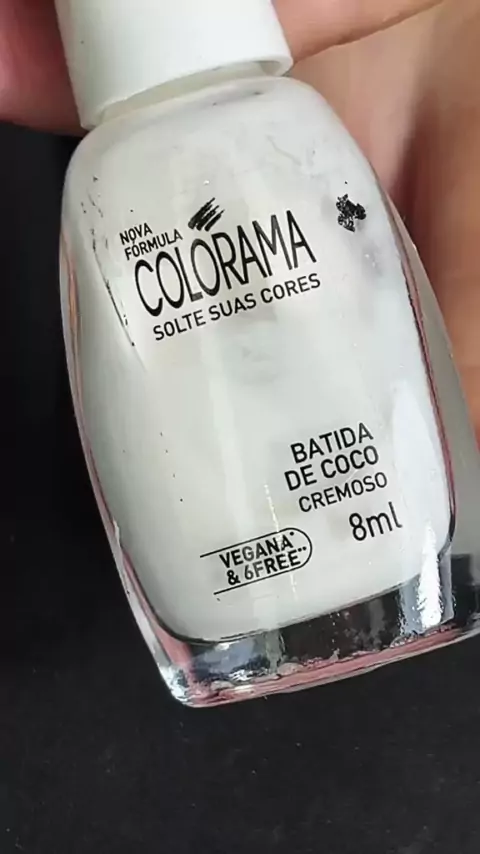 NOVA
FÓRMULA
COLORAMA
SOLTE SUAS CORES
BATIDA
DE COCO
CREMOSO
8ml
VEGANA*
& 6FREE**